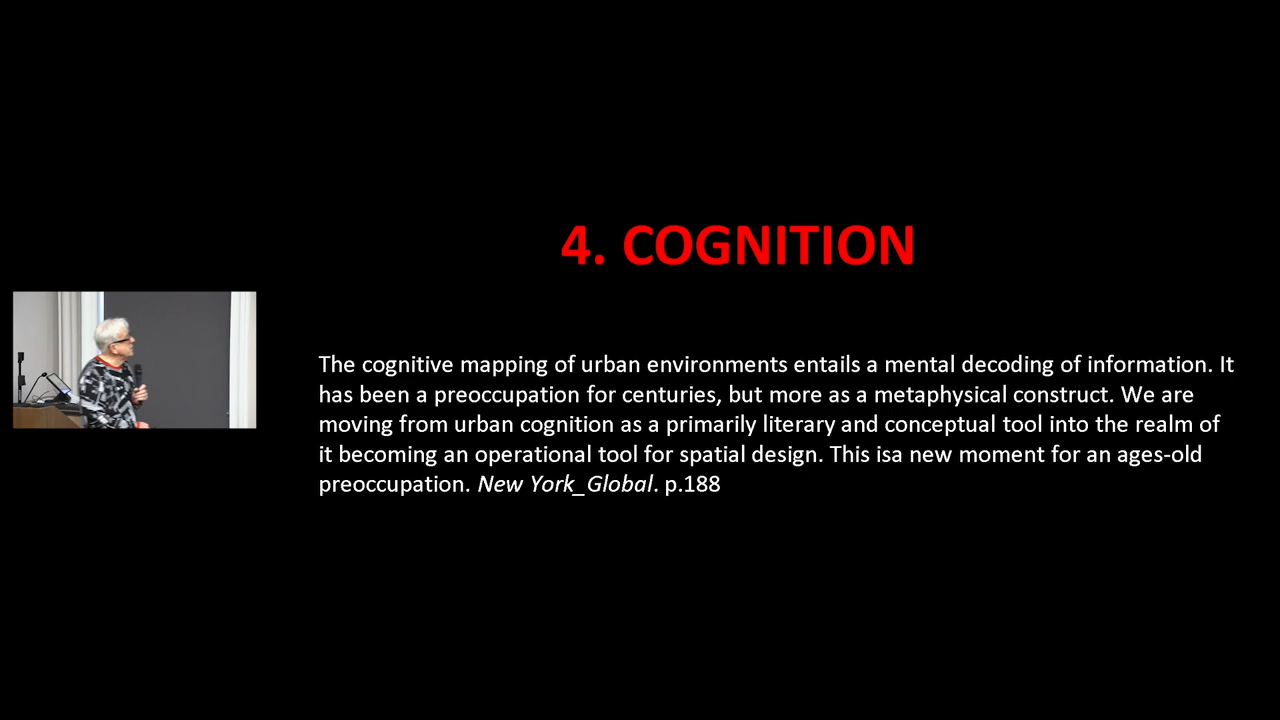 4. COGNITION
The cognitive mapping of urban environments entails a mental decoding of information. It
has been a preoccupation for centuries, but more as a metaphysical construct. We are
moving from urban cognition as a primarily literary and conceptual tool into the realm of
it becoming an operational tool for spatial design. This isa new moment for an ages-old
preoccupation. New York_Global. p.188